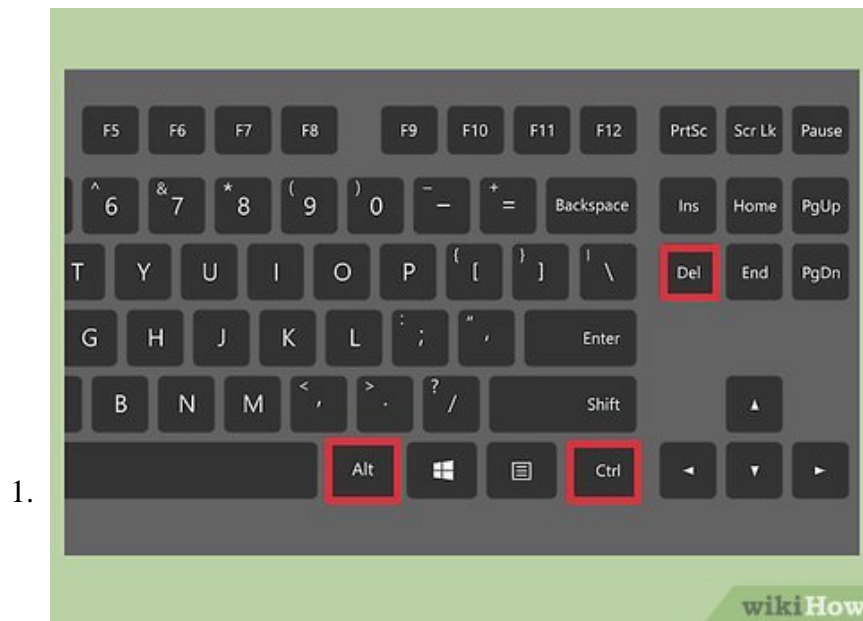 F5 F6 F7 F8 F9 F10 F11 F12 PrtSc Scr Lk Pause
^ 6 & 7 * 8 ( 9 ) 0 – - + = Backspace Ins Home PgUp
T Y U I O P { [ } ] | \ Del End PgDn
G H J K L : ; " ' Enter
B N M < , > . ? / Shift
Alt Ctrl
1.
wikiHow